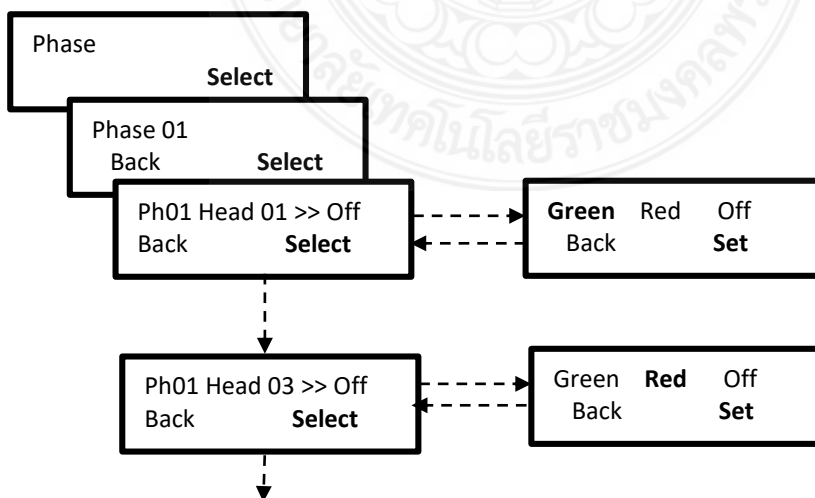 Phase
Select
Phase 01
Back Select
Ph01 Head 01 >> Off
Back Select
Green Red Off
Back Set
Ph01 Head 03 >> Off
Back Select
Green Red Off
Back Set